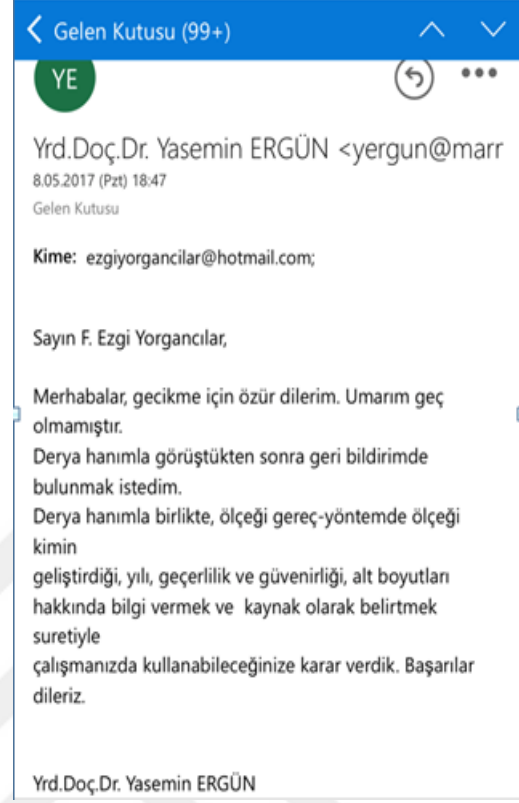 Gelen Kutusu (99+)
YE
Yrd.Doç.Dr. Yasemin ERGÜN <yergun@marr
8.05.2017 (Pzt) 18:47
Gelen Kutusu
Kime: ezgiyorgancilar@hotmail.com;
Sayın F. Ezgi Yorgancılar,
Merhabalar, gecikme için özür dilerim. Umarım geç
olmamıştır.
Derya hanımla görüştükten sonra geri bildirimde
bulunmak istedim.
Derya hanımla birlikte, ölçeği gereç-yöntemde ölçeği
kimin
geliştirdiği, yılı, geçerlilik ve güvenirliği, alt boyutları
hakkında bilgi vermek ve kaynak olarak belirtmek
suretiyle
çalışmanızda kullanabileceğinize karar verdik. Başarılar
dileriz.
Yrd.Doç.Dr. Yasemin ERGÜN